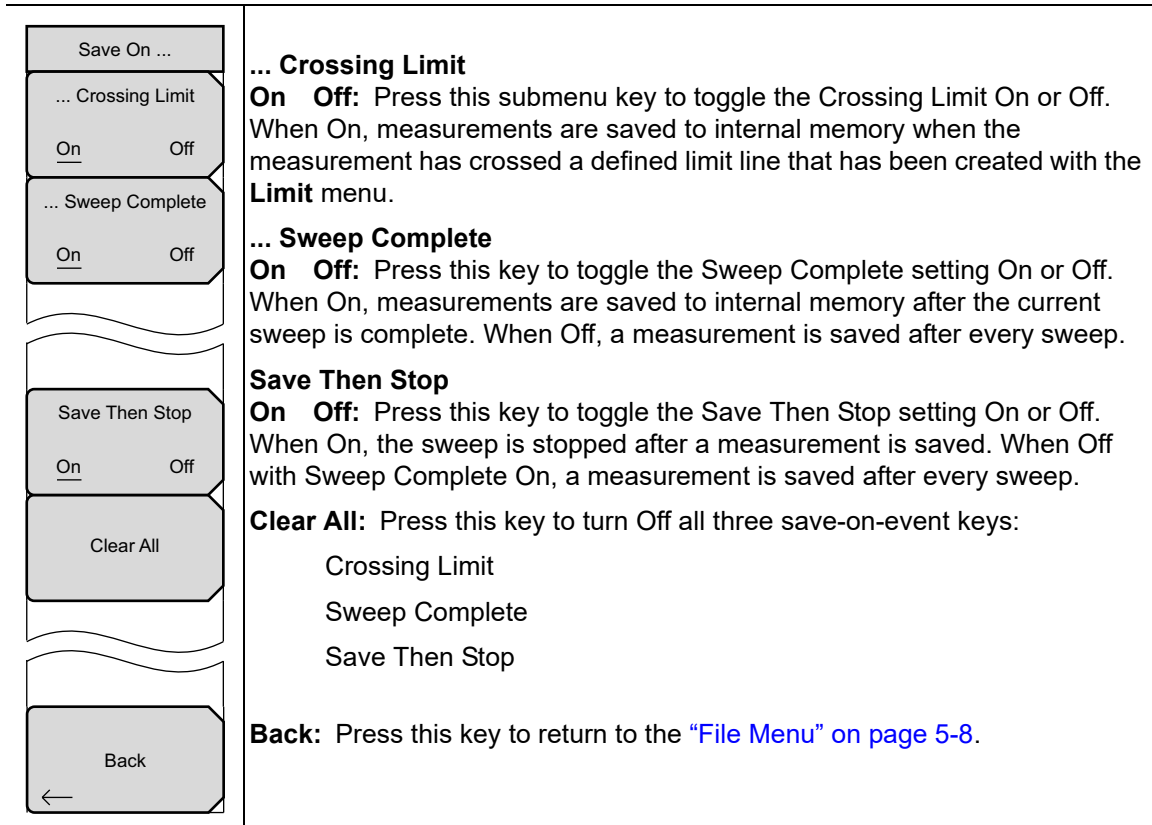 Save On ...
... Crossing Limit
On Off
... Sweep Complete
On Off
Save Then Stop
On Off
Clear All
Back
... Crossing Limit
On Off: Press this submenu key to toggle the Crossing Limit On or Off.
When On, measurements are saved to internal memory when the
measurement has crossed a defined limit line that has been created with the
Limit menu.
... Sweep Complete
On Off: Press this key to toggle the Sweep Complete setting On or Off.
When On, measurements are saved to internal memory after the current
sweep is complete. When Off, a measurement is saved after every sweep.
Save Then Stop
On Off: Press this key to toggle the Save Then Stop setting On or Off.
When On, the sweep is stopped after a measurement is saved. When Off
with Sweep Complete On, a measurement is saved after every sweep.
Clear All: Press this key to turn Off all three save-on-event keys:
Crossing Limit
Sweep Complete
Save Then Stop
Back: Press this key to return to the “File Menu” on page 5-8.